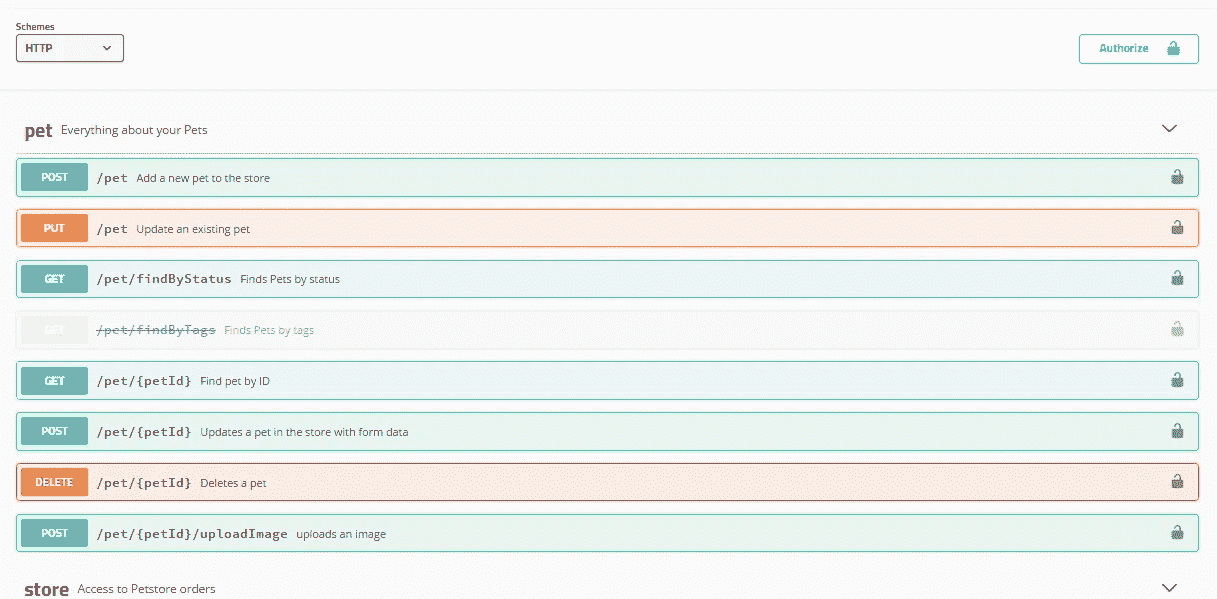 Schemes
HTTP
Authorize
pet Everything about your Pets
POST /pet Add a new pet to the store
PUT /pet Update an existing pet
GET /pet/findByStatus Finds Pets by status
GET /pet/findByTags Finds Pets by tags
GET /pet/{petId} Find pet by ID
POST /pet/{petId} Updates a pet in the store with form data
DELETE /pet/{petId} Deletes a pet
POST /pet/{petId}/uploadImage uploads an image
store Access to Petstore orders